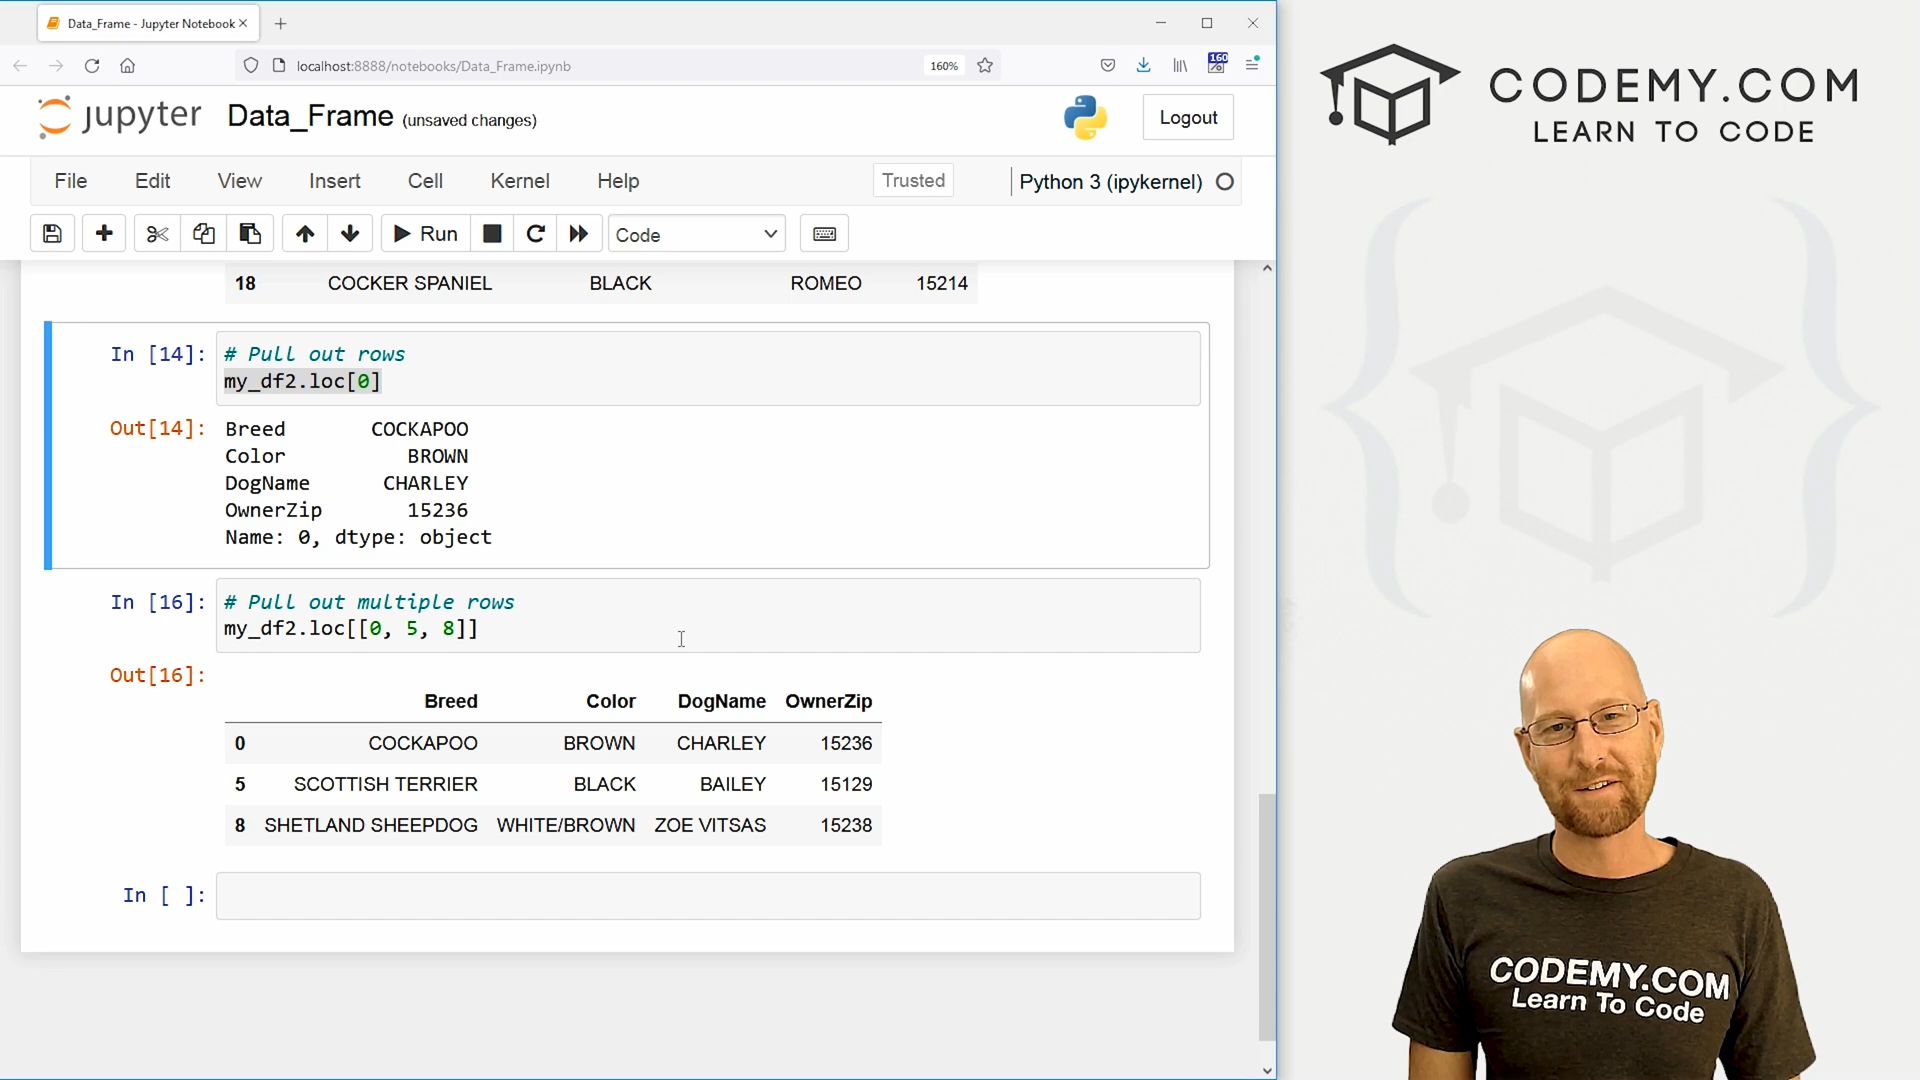 Data_Frame - Jupyter Notebook
localhost:8888/notebooks/Data_Frame.ipynb
160%
160
jupyter Data_Frame (unsaved changes)
Logout
File Edit View Insert Cell Kernel Help
Trusted
Python 3 (ipykernel)
Run
Code
18 COCKER SPANIEL BLACK ROMEO 15214
In [14]: # Pull out rows
my_df2.loc[0]
Out[14]: Breed COCKAPOO
Color BROWN
DogName CHARLEY
OwnerZip 15236
Name: 0, dtype: object
In [16]: # Pull out multiple rows
my_df2.loc[[0, 5, 8]]
Out[16]:
Breed Color DogName OwnerZip
0 COCKAPOO BROWN CHARLEY 15236
5 SCOTTISH TERRIER BLACK BAILEY 15129
8 SHETLAND SHEEPDOG WHITE/BROWN ZOE VITSAS 15238
In [ ]:
CODEMY.COM
LEARN TO CODE
CODEMY.COM
Learn To Code